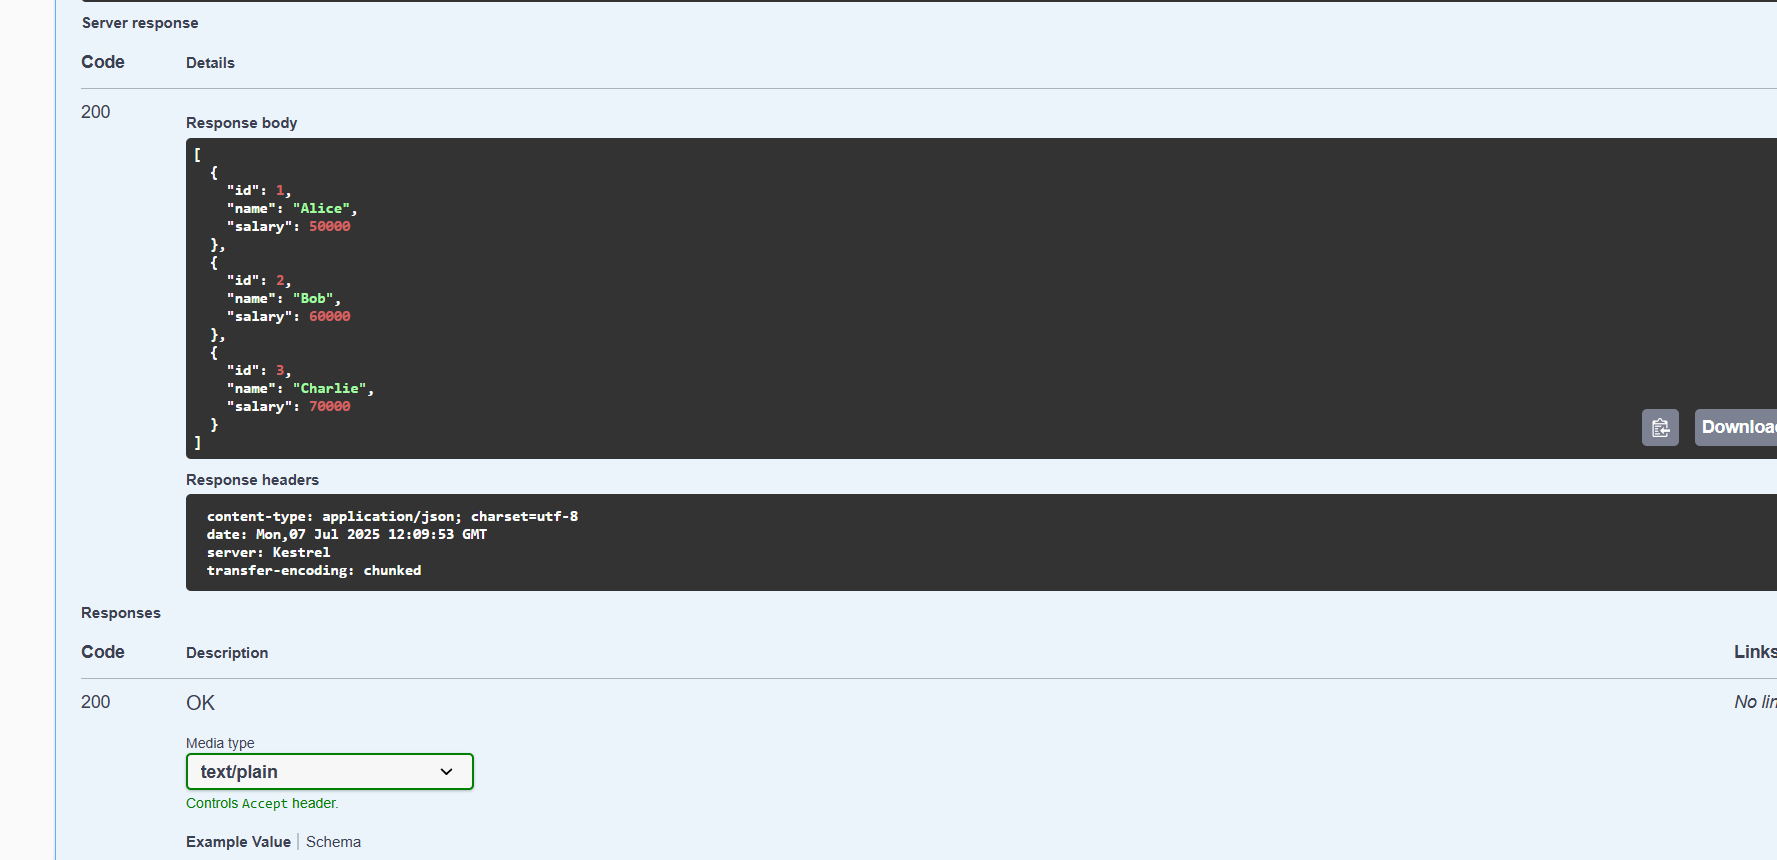 Server response
Code Details
200
Response body
[
  {
    "id": 1,
    "name": "Alice",
    "salary": 50000
  },
  {
    "id": 2,
    "name": "Bob",
    "salary": 60000
  },
  {
    "id": 3,
    "name": "Charlie",
    "salary": 70000
  }
]
Response headers
content-type: application/json; charset=utf-8
date: Mon,07 Jul 2025 12:09:53 GMT
server: Kestrel
transfer-encoding: chunked
Responses
Code Description Links
200 OK No
Media type
text/plain
Controls Accept header.
Example Value Schema